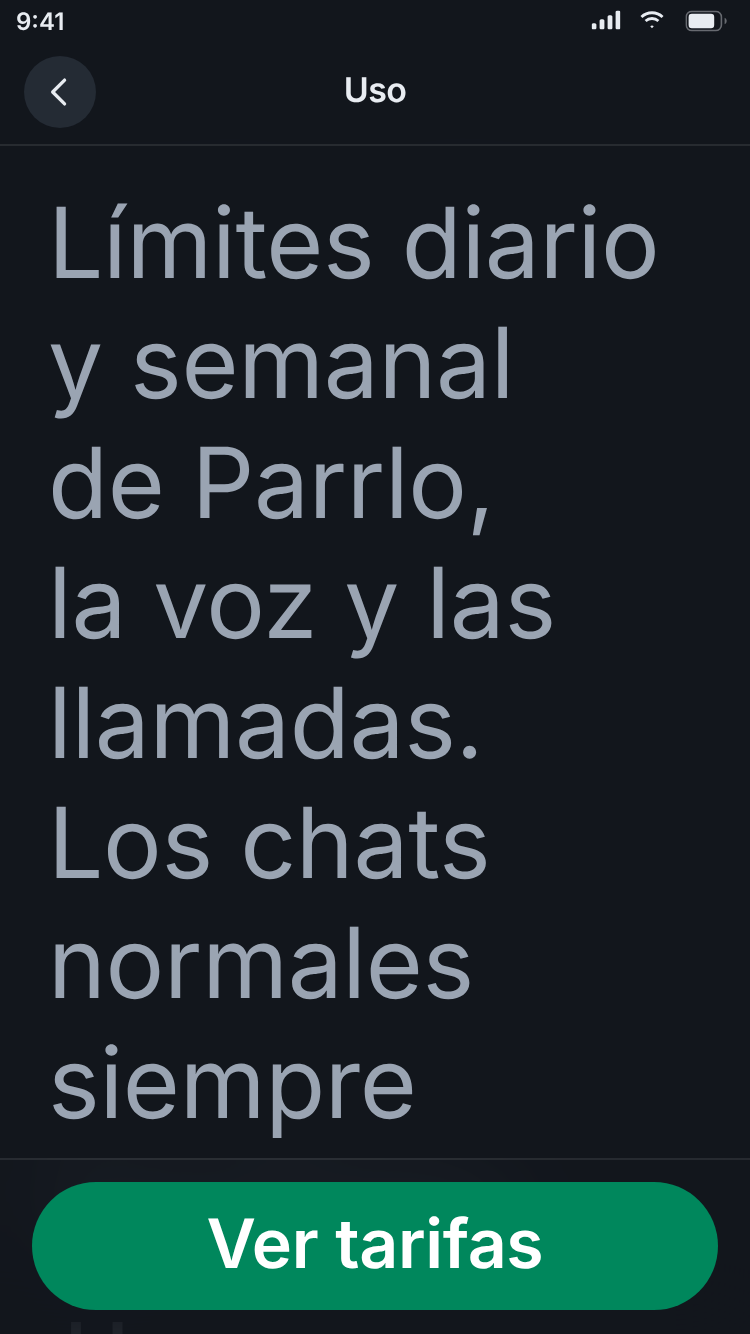 9:41
Uso
Límites diario
y semanal
de Parrlo,
la voz y las
llamadas.
Los chats
normales
siempre
Ver tarifas